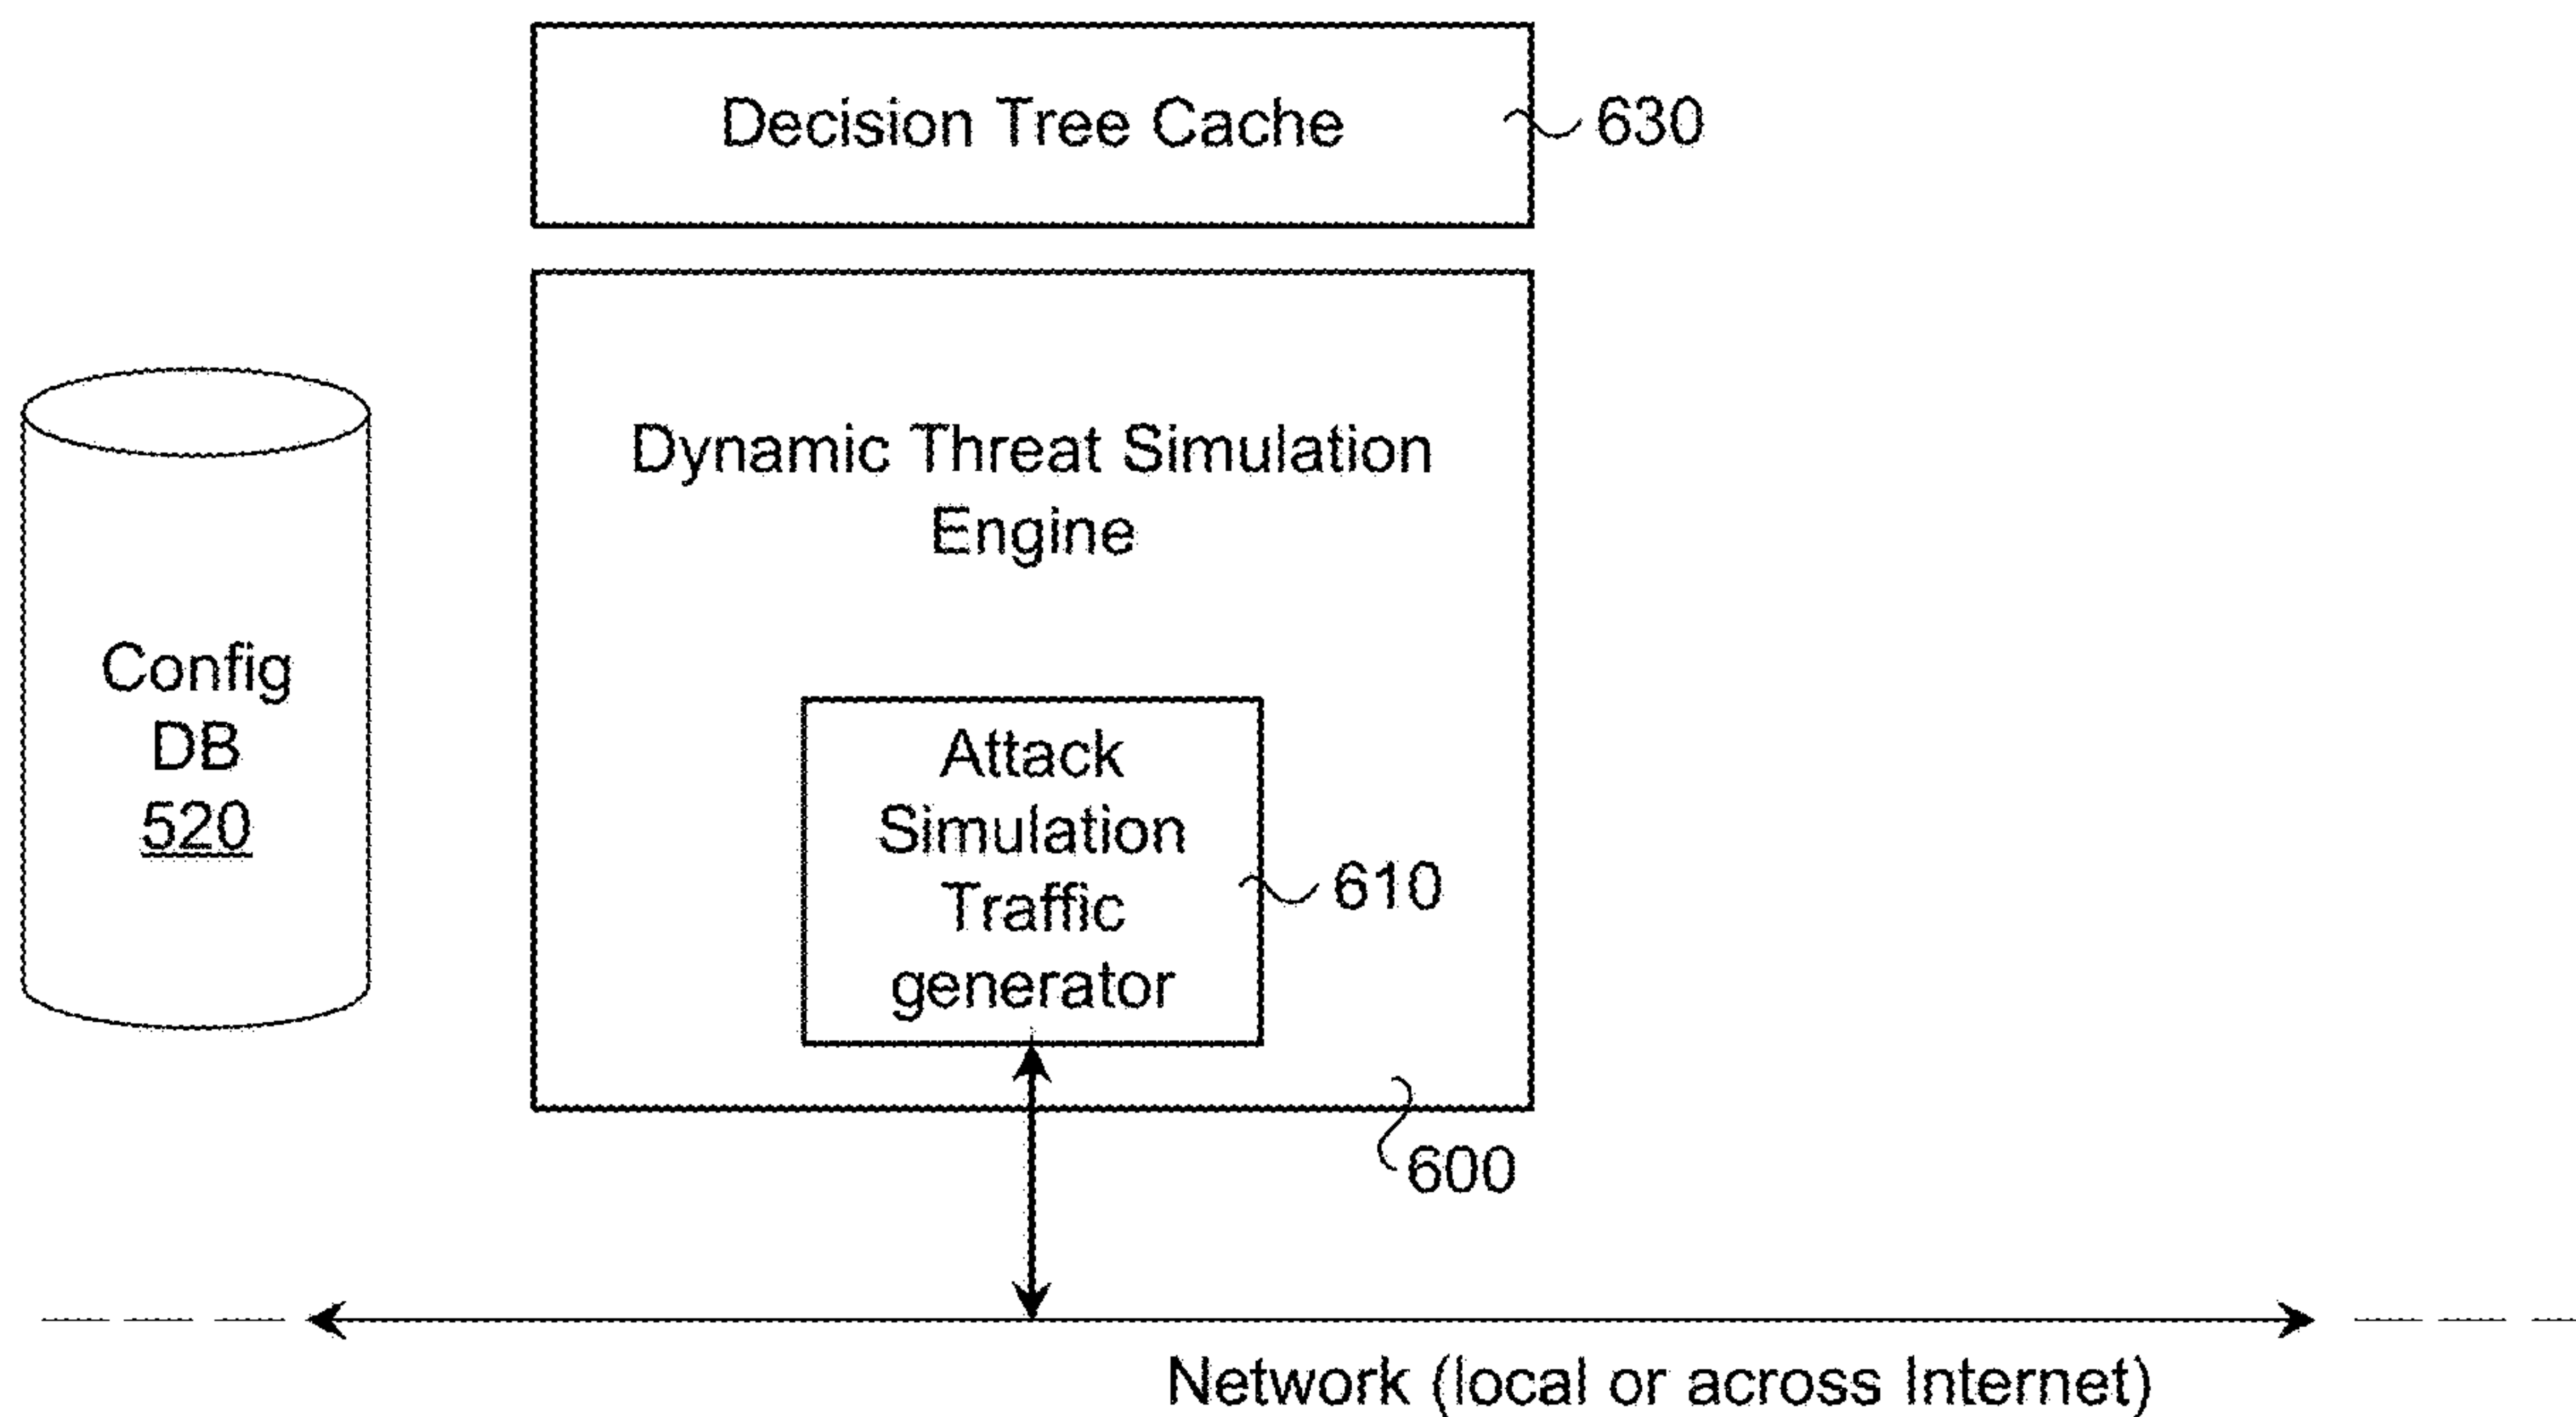 Decision Tree Cache
630
Dynamic Threat Simulation
Engine
Config
DB
520
Attack
Simulation
Traffic
generator
610
600
Network (local or across Internet)